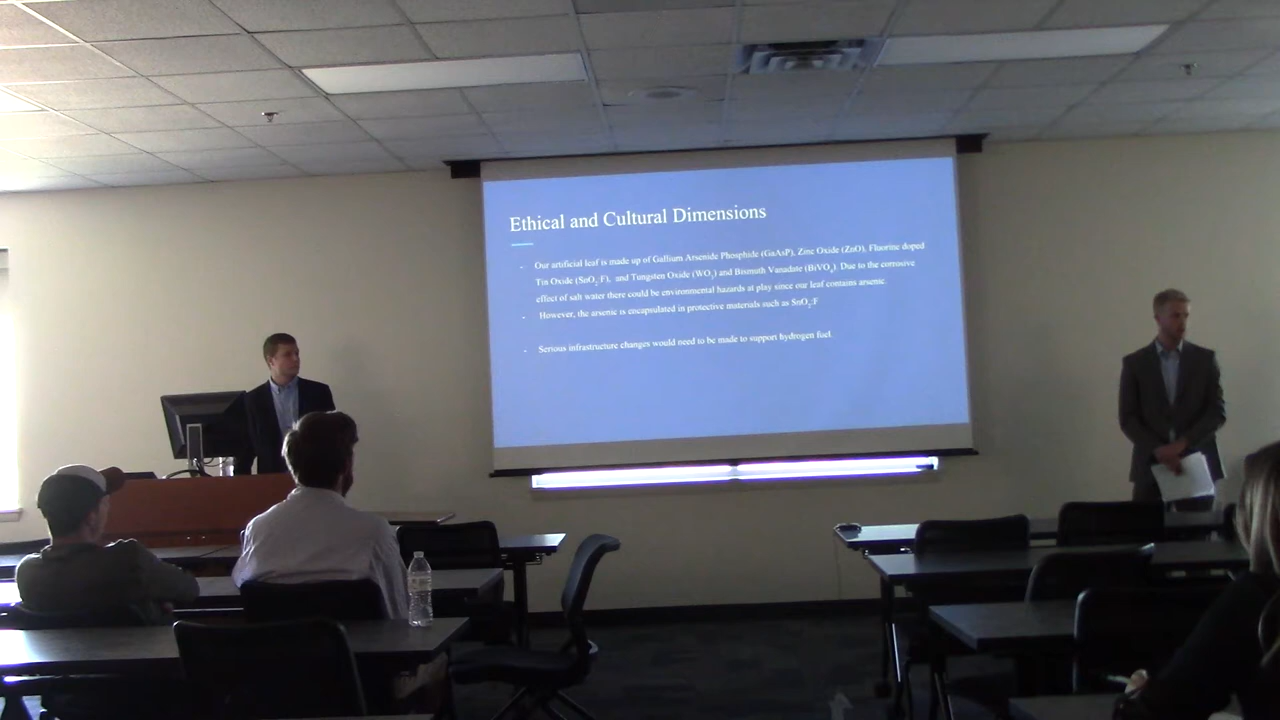 Ethical and Cultural Dimensions
- Our artificial leaf is made up of Gallium Arsenide Phosphide (GaAsP), Zinc Oxide (ZnO), Fluorine doped
Tin Oxide (SnO₂:F), and Tungsten Oxide (WO₃) and Bismuth Vanadate (BiVO₄). Due to the corrosive
effect of salt water there could be environmental hazards at play since our leaf contains arsenic.
- However, the arsenic is encapsulated in protective materials such as SnO₂:F
- Serious infrastructure changes would need to be made to support hydrogen fuel.